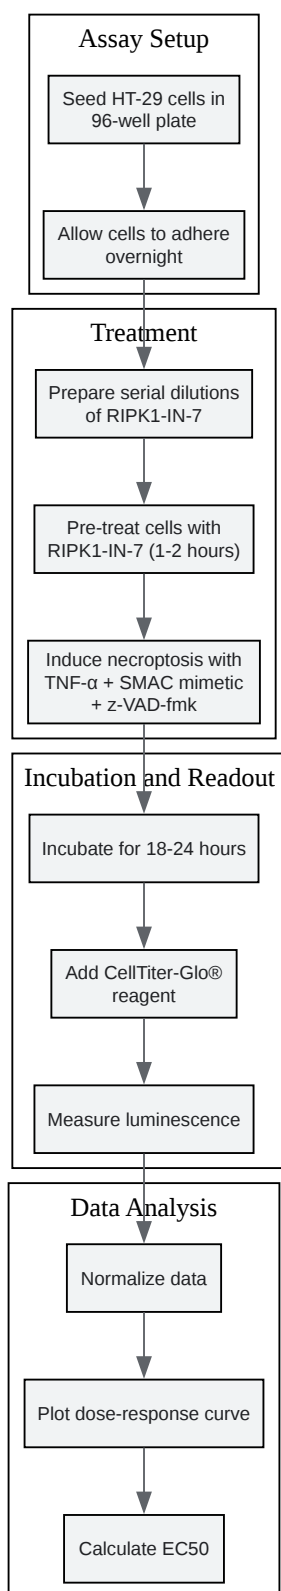 Assay Setup
Seed HT-29 cells in
96-well plate
Allow cells to adhere
overnight
Treatment
Prepare serial dilutions
of RIPK1-IN-7
Pre-treat cells with
RIPK1-IN-7 (1-2 hours)
Induce necroptosis with
TNF-α + SMAC mimetic
+ z-VAD-fmk
Incubation and Readout
Incubate for 18-24 hours
Add CellTiter-Glo®
reagent
Measure luminescence
Data Analysis
Normalize data
Plot dose-response curve
Calculate EC50